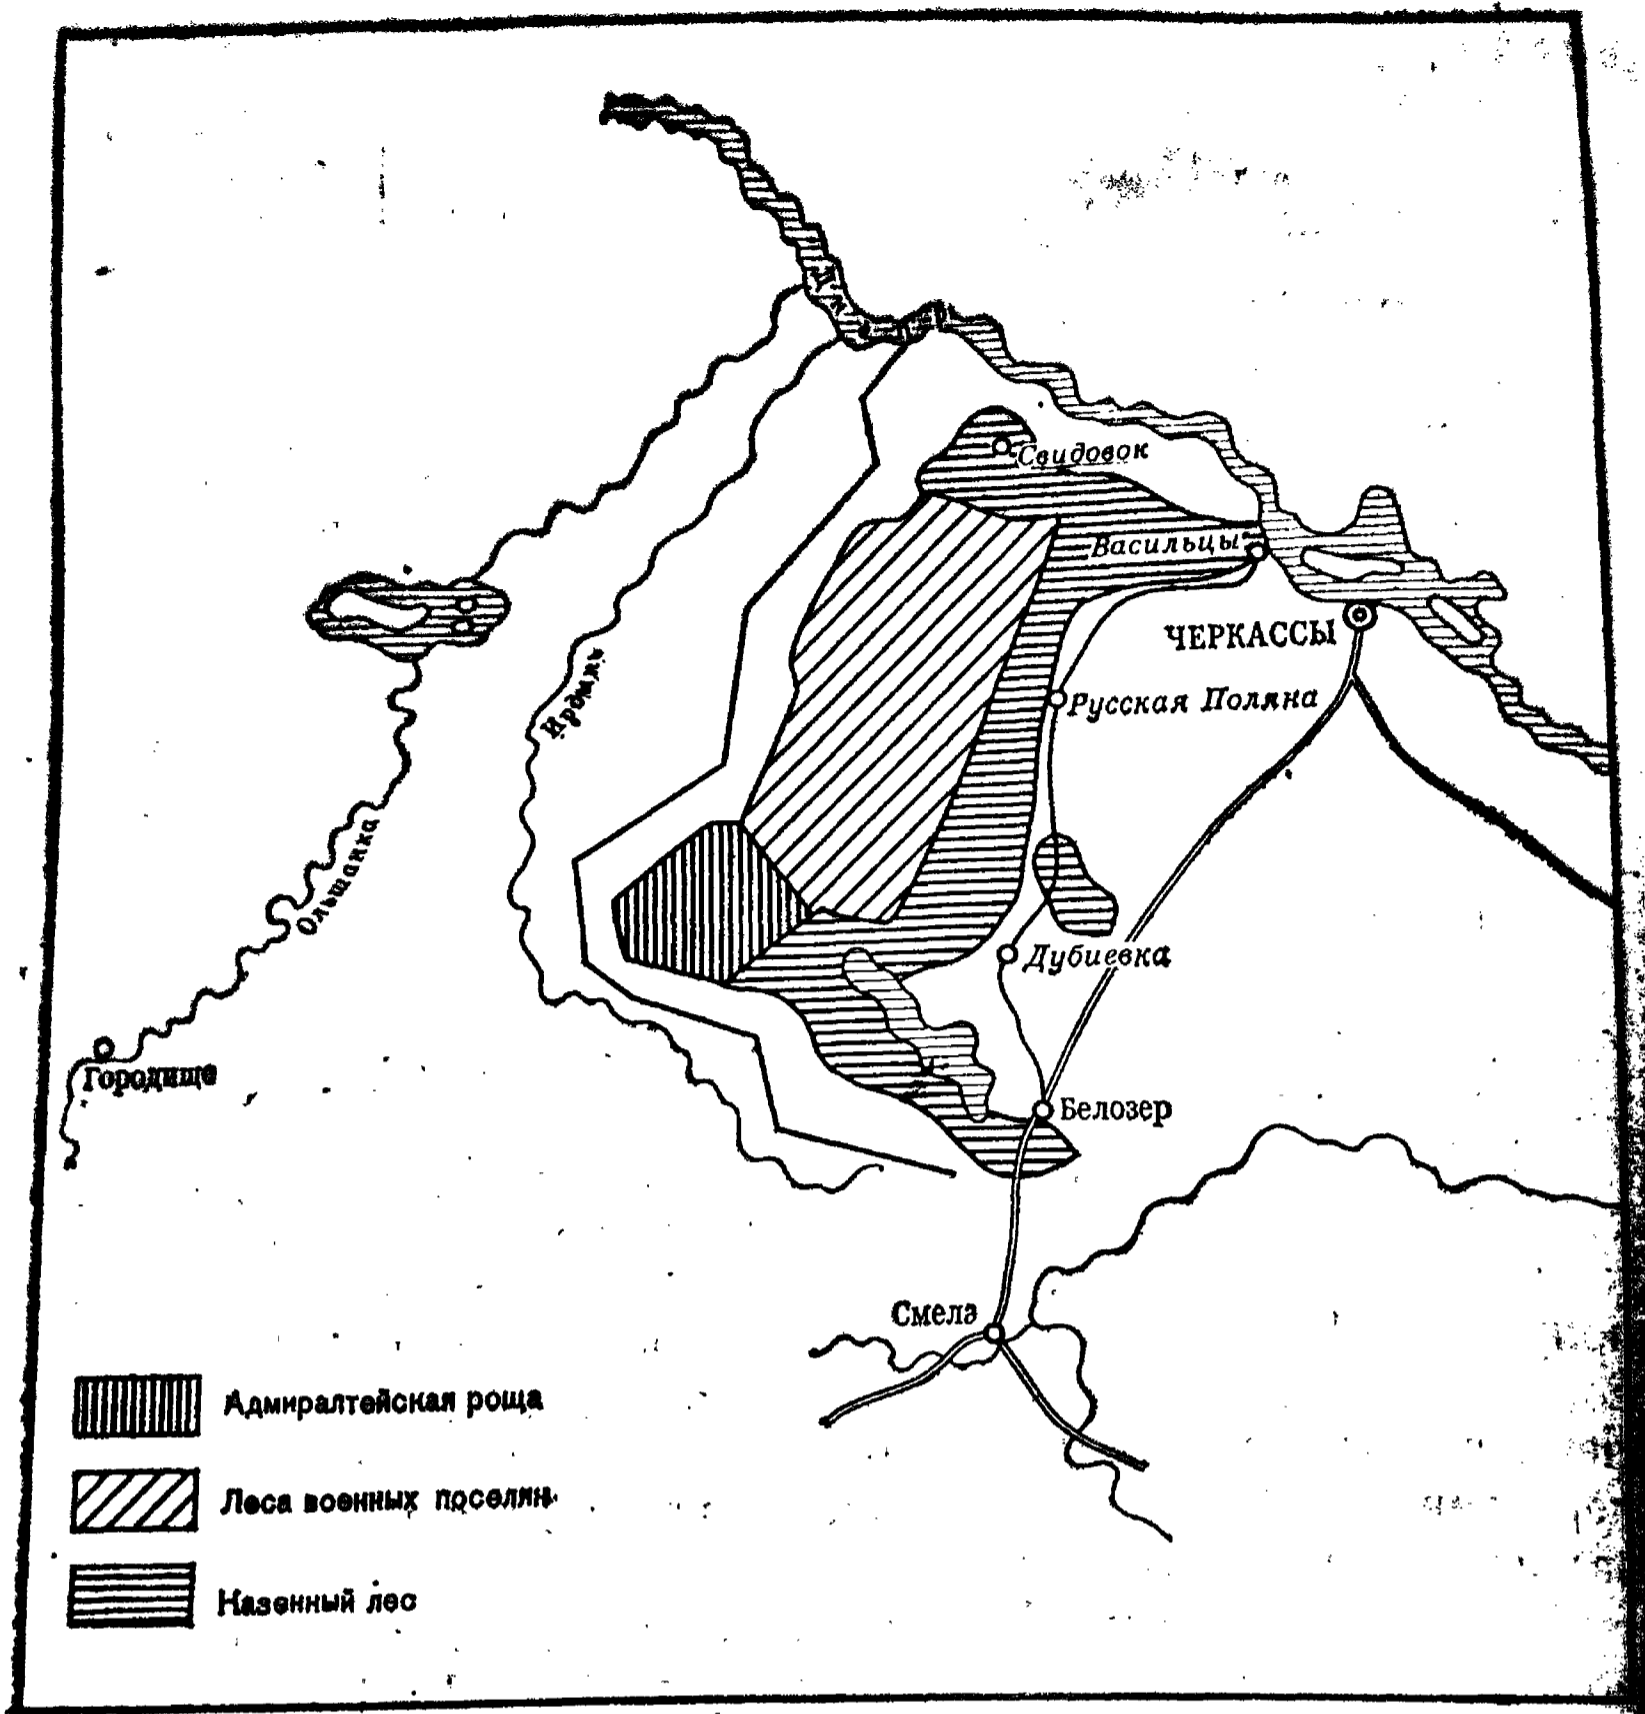 Свидовок
Васильцы
ЧЕРКАССЫ
Русская Поляна
Ирдынь
Ольшанка
Дубиевка
Городище
Белозер
Смела
Адмиралтейская роща
Леса военных поселян
Казенный лес